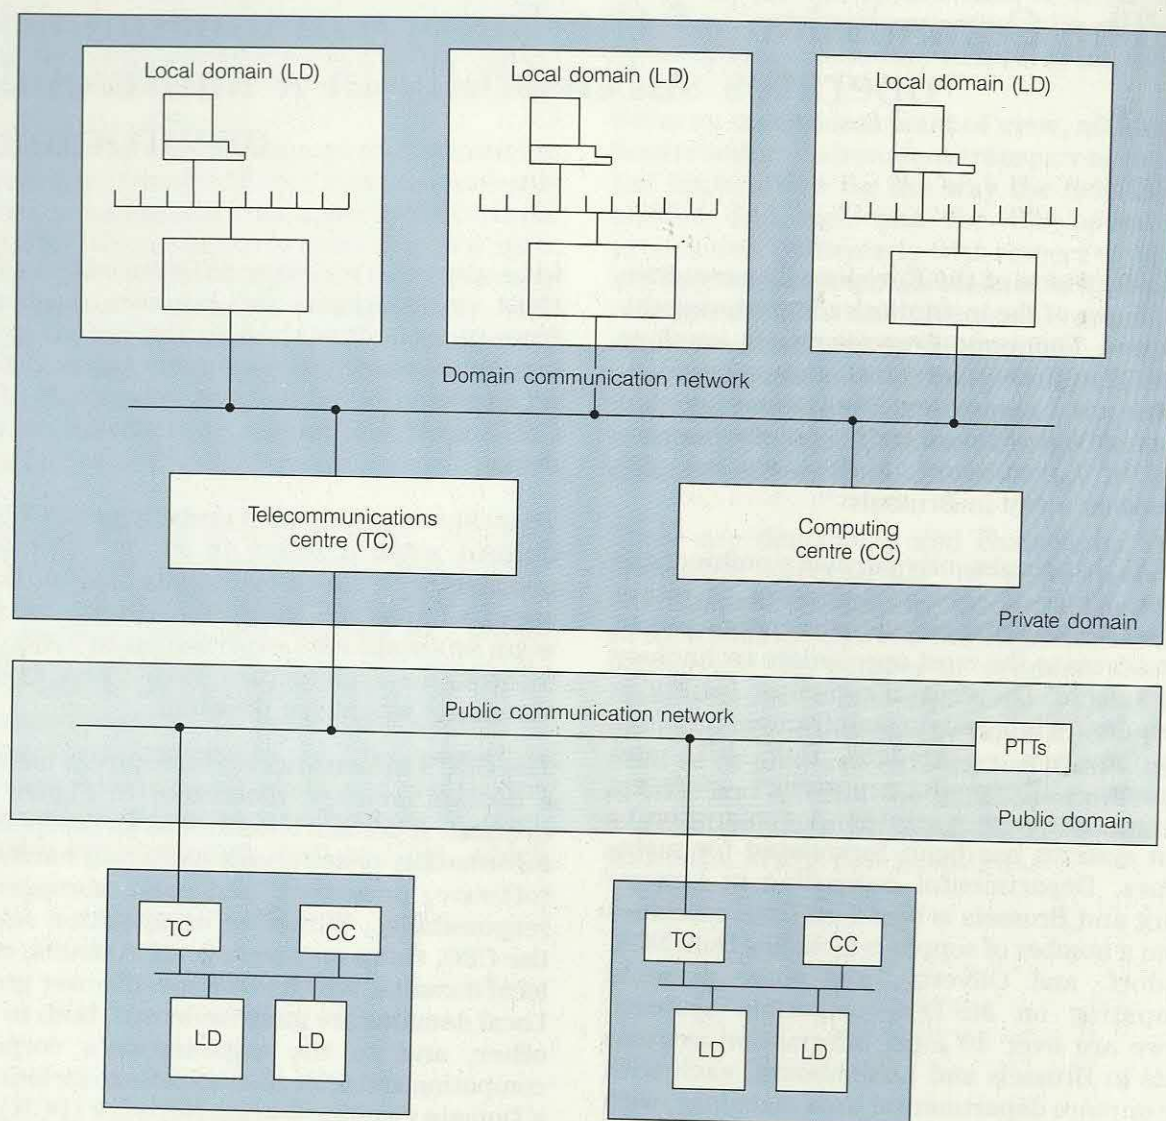 Local domain (LD)
Local domain (LD)
Local domain (LD)
Domain communication network
Telecommunications
centre (TC)
Computing
centre (CC)
Private domain
Public communication network
PTTs
Public domain
TC
CC
LD
LD
TC
CC
LD
LD